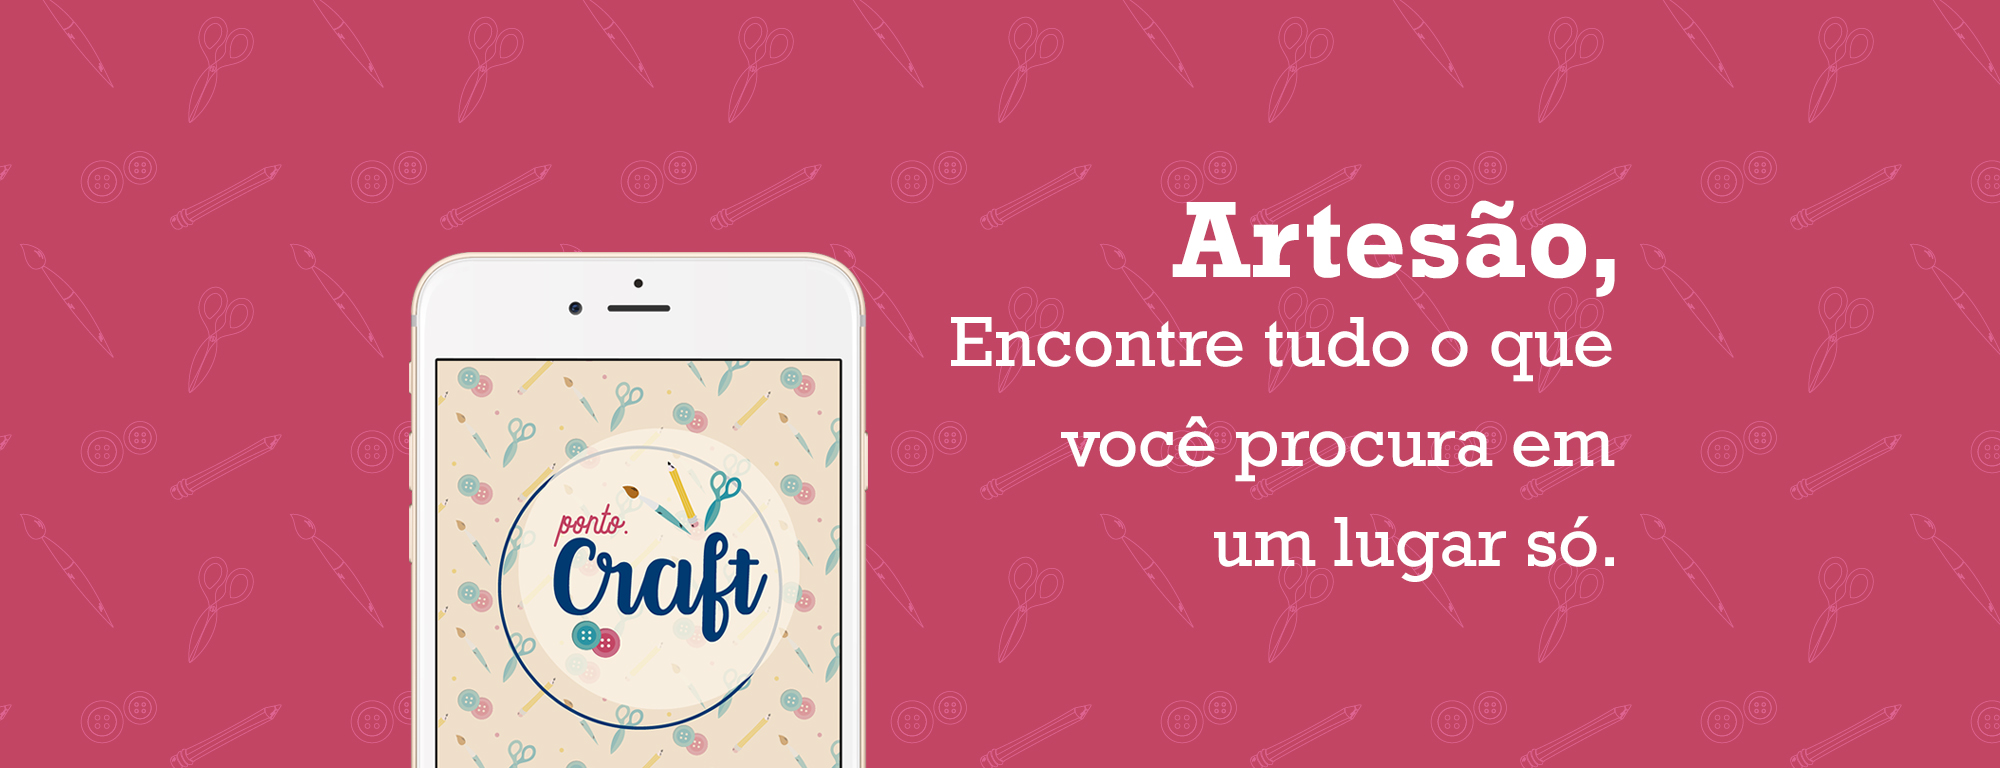 ponto.
Craft
Artesão,
Encontre tudo o que
você procura em
um lugar só.